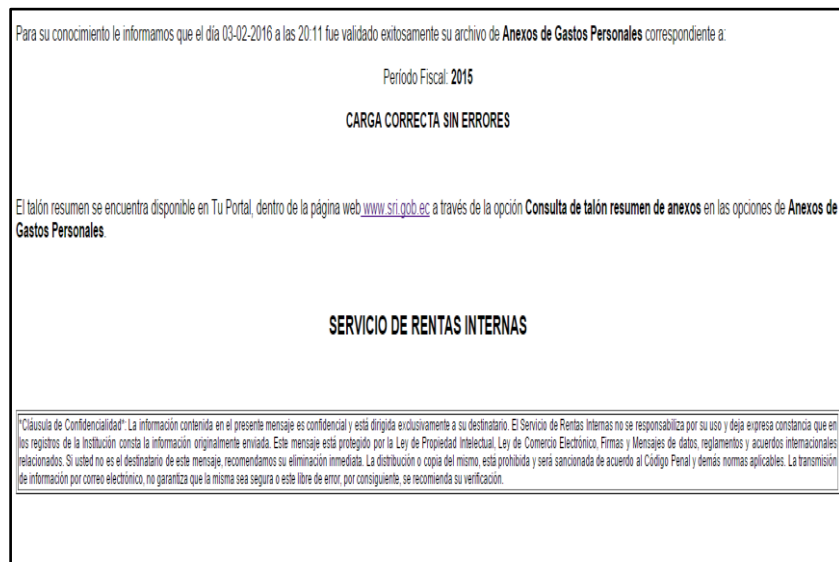 Para su conocimiento le informamos que el día 03-02-2016 a las 20:11 fue validado exitosamente su archivo de Anexos de Gastos Personales correspondiente a:
Período Fiscal: 2015
CARGA CORRECTA SIN ERRORES
El talón resumen se encuentra disponible en Tu Portal, dentro de la página web www.sri.gob.ec a través de la opción Consulta de talón resumen de anexos en las opciones de Anexos de
Gastos Personales.
SERVICIO DE RENTAS INTERNAS
"Cláusula de Confidencialidad": La información contenida en el presente mensaje es confidencial y está dirigida exclusivamente a su destinatario. El Servicio de Rentas Internas no se responsabiliza por su uso y deja expresa constancia que en
los registros de la Institución consta la información originalmente enviada. Este mensaje está protegido por la Ley de Propiedad Intelectual, Ley de Comercio Electrónico, Firmas y Mensajes de datos, reglamentos y acuerdos internacionales
relacionados. Si usted no es el destinatario de este mensaje, recomendamos su eliminación inmediata. La distribución o copia del mismo, está prohibida y será sancionada de acuerdo al Código Penal y demás normas aplicables. La transmisión
de información por correo electrónico, no garantiza que la misma sea segura o este libre de error, por consiguiente, se recomienda su verificación.